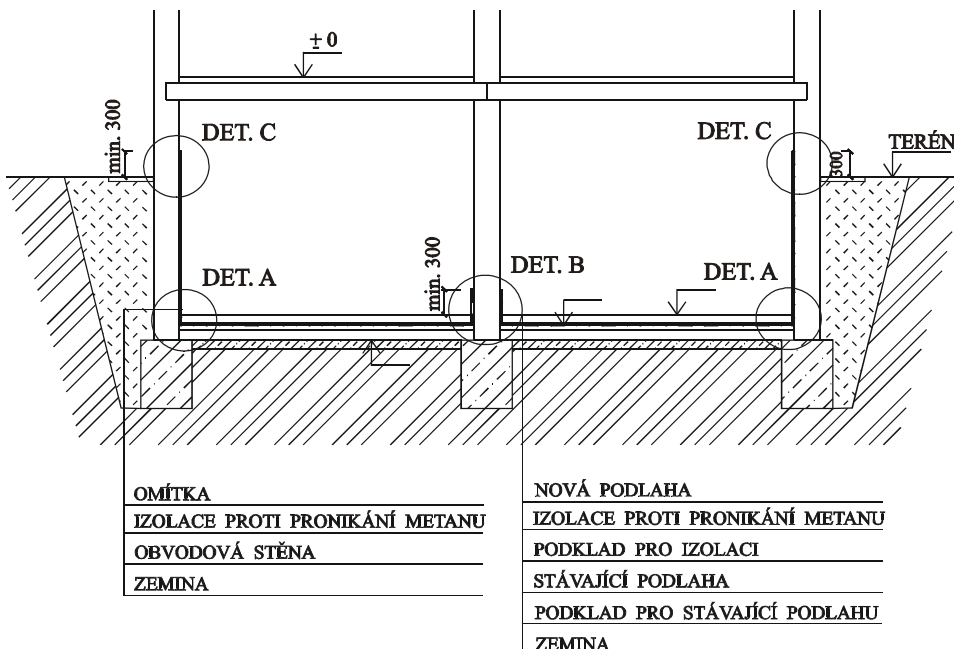 ± 0
min. 300
DET. C
DET. C
300
TERÉN
DET. A
min. 300
DET. B
DET. A
OMÍTKA
IZOLACE PROTI PRONIKÁNÍ METANU
OBVODOVÁ STĚNA
ZEMINA
NOVÁ PODLAHA
IZOLACE PROTI PRONIKÁNÍ METANU
PODKLAD PRO IZOLACI
STÁVAJÍCÍ PODLAHA
PODKLAD PRO STÁVAJÍCÍ PODLAHU
ZEMINA